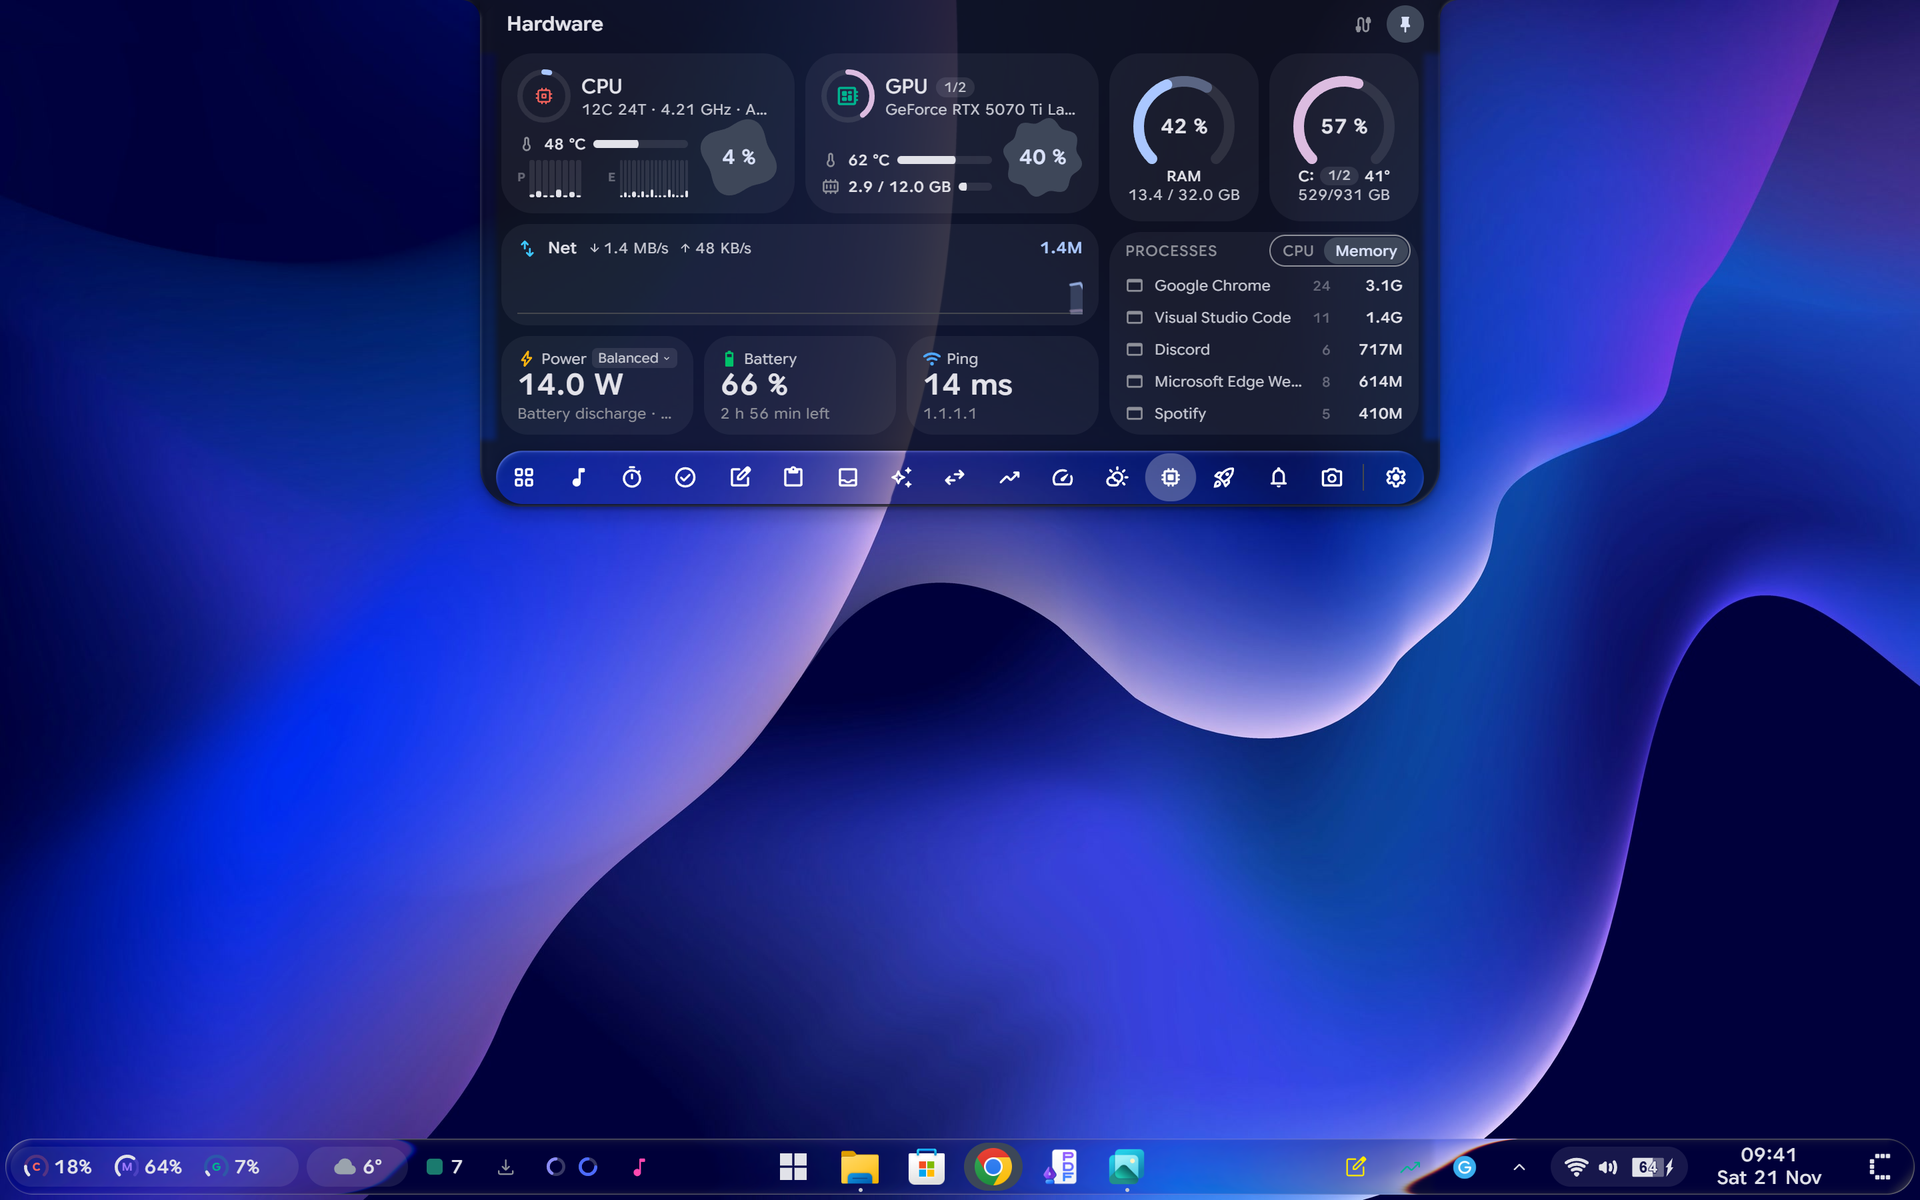 Hardware
CPU
12C 24T · 4.21 GHz · A...
48 °C
P
E
4 %
GPU 1/2
GeForce RTX 5070 Ti La...
62 °C
2.9 / 12.0 GB
40 %
42 %
RAM
13.4 / 32.0 GB
57 %
C: 1/2 41°
529/931 GB
Net ↓ 1.4 MB/s ↑ 48 KB/s
1.4M
PROCESSES
CPU Memory
Google Chrome 24 3.1G
Visual Studio Code 11 1.4G
Discord 6 717M
Microsoft Edge We... 8 614M
Spotify 5 410M
Power Balanced
14.0 W
Battery discharge · ...
Battery
66 %
2 h 56 min left
Ping
14 ms
1.1.1.1
C 18% M 64% G 7%
6°
7
PDF
G
64
09:41
Sat 21 Nov